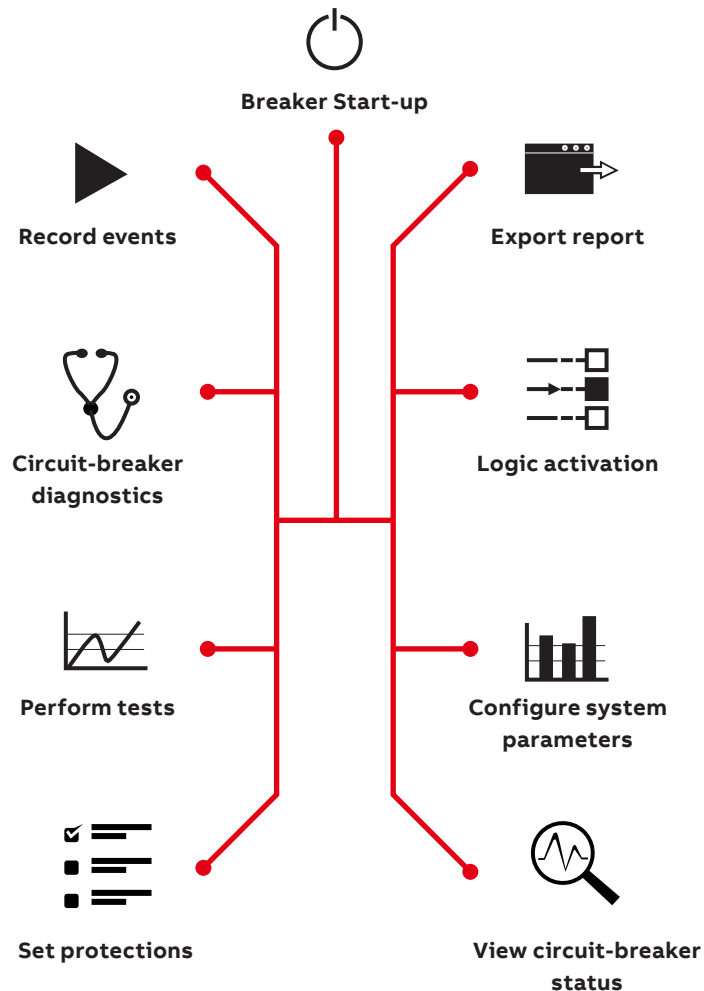 Breaker Start-up
Record events
Export report
Circuit-breaker
diagnostics
Logic activation
Perform tests
Configure system
parameters
Set protections
View circuit-breaker
status